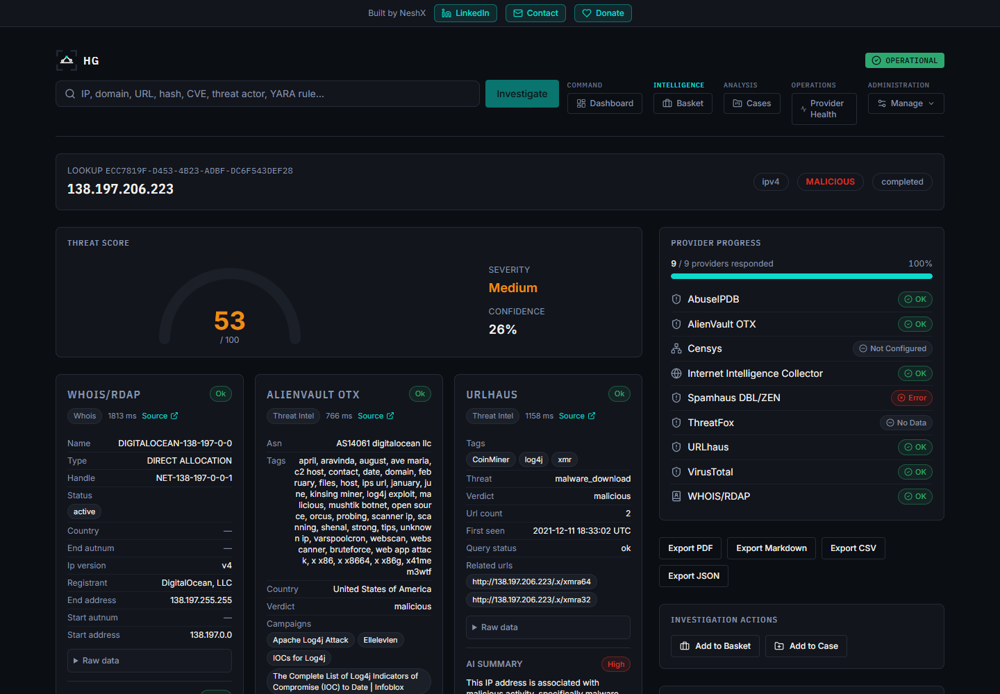 Built by NeshX
LinkedIn
Contact
Donate
HG
OPERATIONAL
IP, domain, URL, hash, CVE, threat actor, YARA rule...
Investigate
COMMAND
Dashboard
INTELLIGENCE
Basket
ANALYSIS
Cases
OPERATIONS
Provider
Health
ADMINISTRATION
Manage
LOOKUP ECC7819F-D453-4B23-ADBF-DC6F543DEF28
138.197.206.223
ipv4
MALICIOUS
completed
THREAT SCORE
53
/ 100
SEVERITY
Medium
CONFIDENCE
26%
PROVIDER PROGRESS
9 / 9 providers responded
100%
AbuseIPDB
OK
AlienVault OTX
OK
Censys
Not Configured
Internet Intelligence Collector
OK
Spamhaus DBL/ZEN
Error
ThreatFox
No Data
URLhaus
OK
VirusTotal
OK
WHOIS/RDAP
OK
Export PDF
Export Markdown
Export CSV
Export JSON
INVESTIGATION ACTIONS
Add to Basket
Add to Case
WHOIS/RDAP
Ok
Whois
1813 ms
Source
Name DIGITALOCEAN-138-197-0-0
Type DIRECT ALLOCATION
Handle NET-138-197-0-0-1
Status
active
Country —
End autnum —
Ip version v4
Registrant DigitalOcean, LLC
End address 138.197.255.255
Start autnum —
Start address 138.197.0.0
Raw data
ALIENVAULT OTX
Ok
Threat Intel
766 ms
Source
Asn AS14061 digitalocean llc
Tags april, aravinda, august, ave maria,
c2 host, contact, date, domain, feb
ruary, files, host, ips url, january, ju
ne, kinsing miner, log4j exploit, ma
licious, mushtik botnet, open sour
ce, orcus, probing, scanner ip, sca
nning, shenal, strong, tips, unknow
n ip, varspoolcron, webscan, webs
canner, bruteforce, web app attac
k, x x86, x x8664, x x86g, x41me
m3wtf
Country United States of America
Verdict malicious
Campaigns
Apache Log4j Attack
Ellelevlen
IOCs for Log4j
The Complete List of Log4j Indicators of
Compromise (IOC) to Date | Infoblox
URLHAUS
Ok
Threat Intel
1158 ms
Source
Tags
CoinMiner
log4j
xmr
Threat malware_download
Verdict malicious
Url count 2
First seen 2021-12-11 18:33:02 UTC
Query status ok
Related urls
http://138.197.206.223/.x/xmra64
http://138.197.206.223/.x/xmra32
Raw data
AI SUMMARY
High
This IP address is associated with
malicious activity, specifically malware